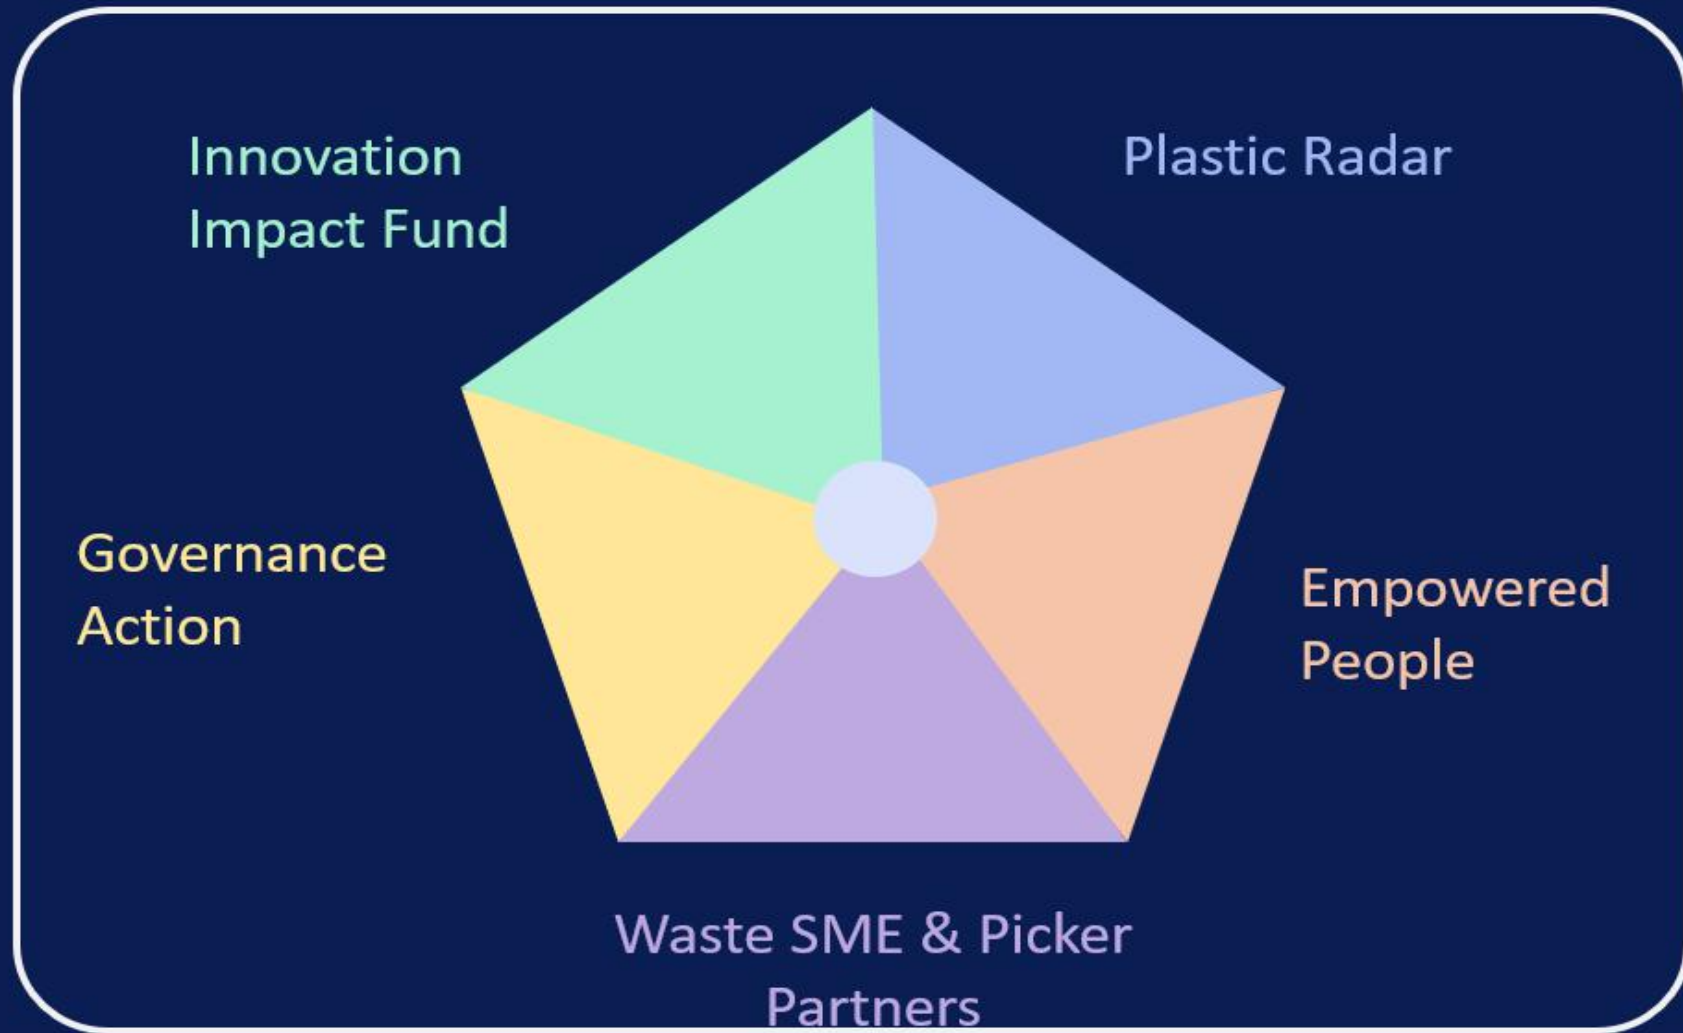 Innovation
Impact Fund
Plastic Radar
Governance
Action
Empowered
People
Waste SME & Picker
Partners